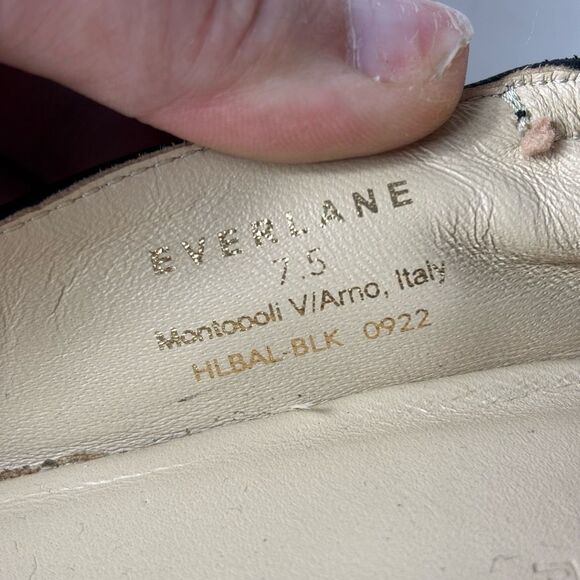 EVERLANE
7.5
Montopoli V/Arno, Italy
HLBAL-BLK 0922